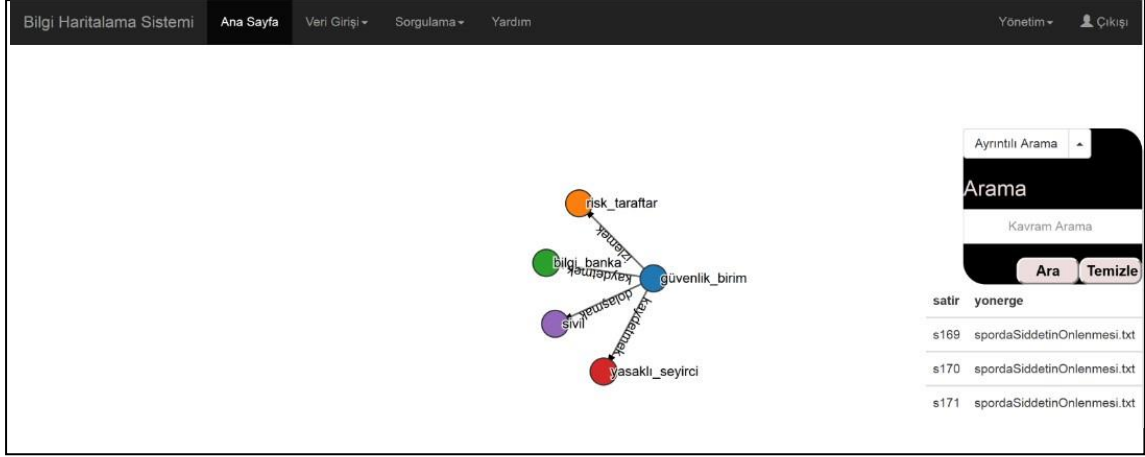 Bilgi Haritalama Sistemi Ana Sayfa Veri Girişi Sorgulama Yardım Yönetim Çıkışı
Ayrıntılı Arama
Arama
Kavram Arama
Ara Temizle
risk_taraftar
izlemek
bilgi_banka
kaydetmek
güvenlik_birim
dolaşmak
sivil
kaydetmek
yasaklı_seyirci
satir yonerge
s169 spordaSiddetinOnlenmesi.txt
s170 spordaSiddetinOnlenmesi.txt
s171 spordaSiddetinOnlenmesi.txt